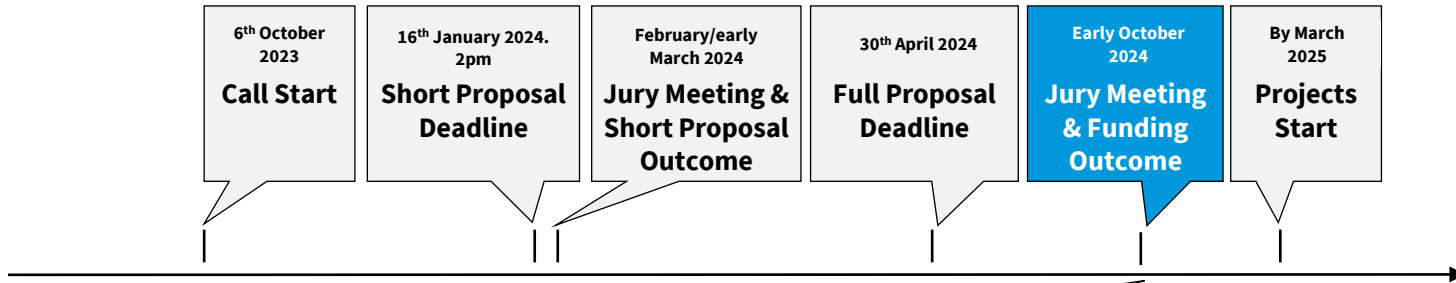 6th October
2023
Call Start
16th January 2024.
2pm
Short Proposal
Deadline
February/early
March 2024
Jury Meeting &
Short Proposal
Outcome
30th April 2024
Full Proposal
Deadline
Early October
2024
Jury Meeting
& Funding
Outcome
By March
2025
Projects
Start